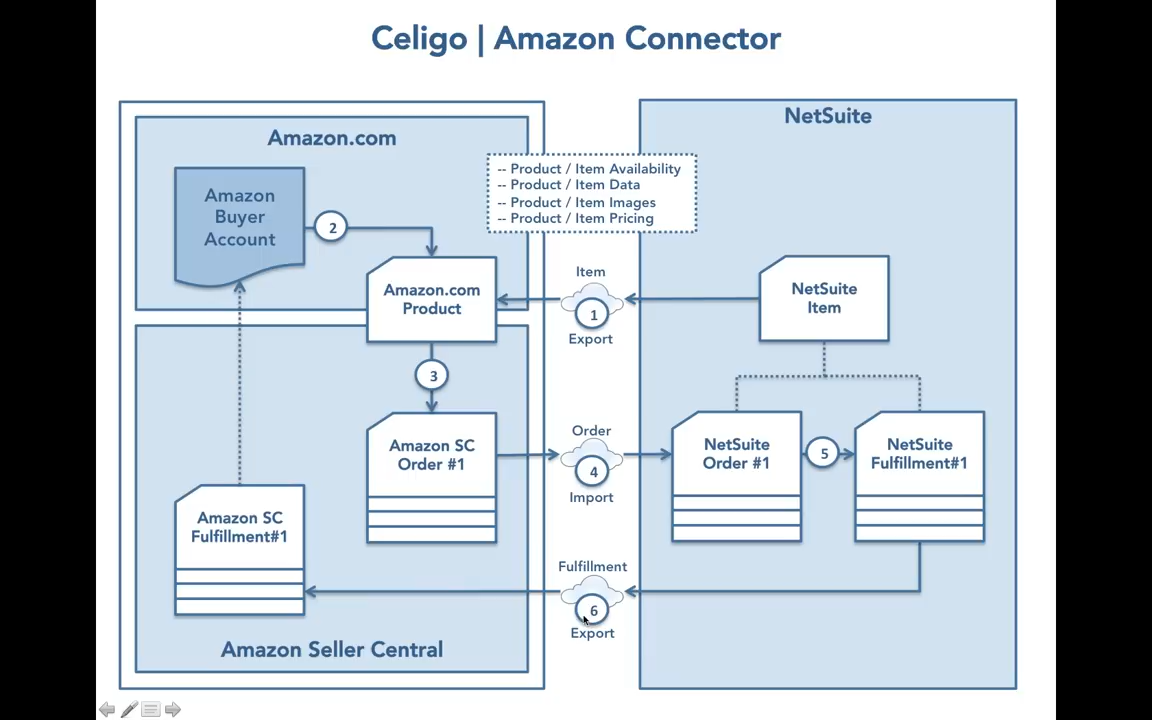 Celigo | Amazon Connector
Amazon.com
NetSuite
-- Product / Item Availability
-- Product / Item Data
-- Product / Item Images
-- Product / Item Pricing
Amazon
Buyer
Account
2
Amazon.com
Product
Item
1
Export
NetSuite
Item
3
Amazon SC
Order #1
Order
4
Import
NetSuite
Order #1
5
NetSuite
Fulfillment#1
Amazon SC
Fulfillment#1
Fulfillment
6
Export
Amazon Seller Central